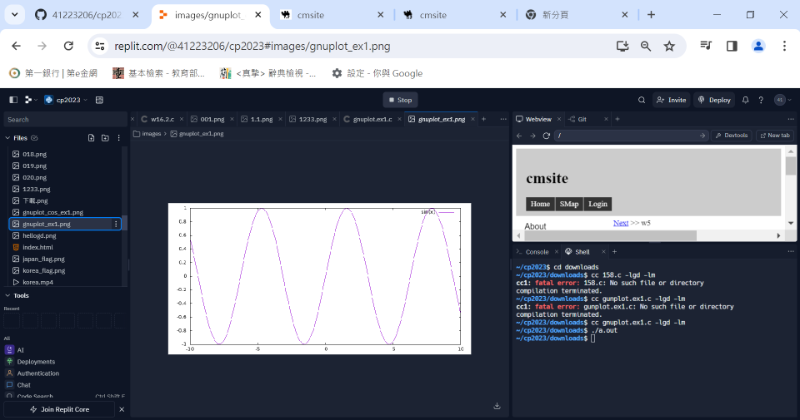 41223206/cp2
images/gnuplot_
cmsite
cmsite
新分頁
replit.com/@41223206/cp2023#images/gnuplot_ex1.png
第一銀行 | 第e金網
基本檢索 - 教育部...
<真摯> 辭典檢視 -...
設定 - 你與 Google
cp2023
Stop
Invite
Deploy
Search
w16.2.c
001.png
1.1.png
1233.png
gnuplot.ex1.c
gnuplot_ex1.png
Webview
Git
Files
images > gnuplot_ex1.png
/
Devtools
New tab
018.png
019.png
020.png
1233.png
下載.png
gnuplot_cos_ex1.png
gnuplot_ex1.png
hellogd.png
index.html
japan_flag.png
korea_flag.png
korea.mp4
Tools
Recent
All
AI
Deployments
Authentication
Chat
Code Search
Ctrl Shift F
Join Replit Core
1
0.8
0.6
0.4
0.2
0
-0.2
-0.4
-0.6
-0.8
-1
-10
-5
0
5
10
sin(x)
cmsite
Home
SMap
Login
About
Next >> w5
Console
Shell
~/cp2023$ cd downloads
~/cp2023/downloads$ cc 158.c -lgd -lm
cc1: fatal error: 158.c: No such file or directory
compilation terminated.
~/cp2023/downloads$ cc gunplot.ex1.c -lgd -lm
cc1: fatal error: gunplot.ex1.c: No such file or directory
compilation terminated.
~/cp2023/downloads$ cc gnuplot.ex1.c -lgd -lm
~/cp2023/downloads$ ./a.out
~/cp2023/downloads$